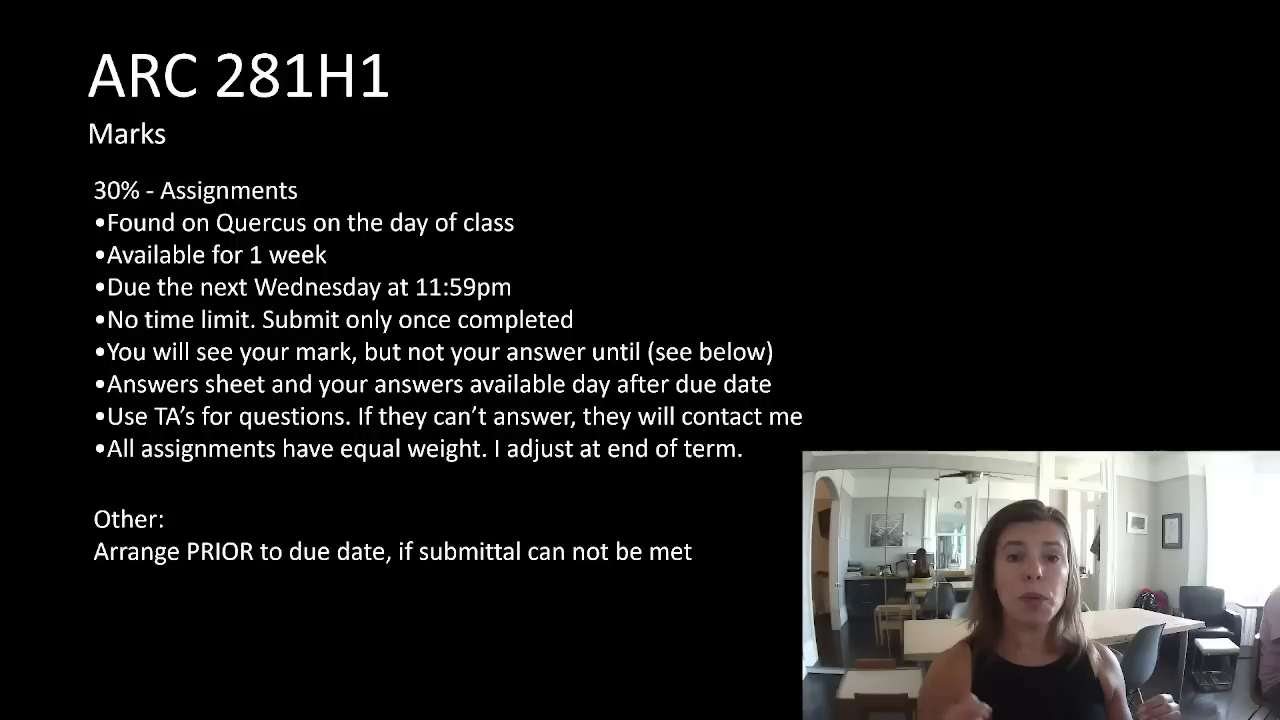 ARC 281H1
Marks
30% - Assignments
•Found on Quercus on the day of class
•Available for 1 week
•Due the next Wednesday at 11:59pm
•No time limit. Submit only once completed
•You will see your mark, but not your answer until (see below)
•Answers sheet and your answers available day after due date
•Use TA’s for questions. If they can’t answer, they will contact me
•All assignments have equal weight. I adjust at end of term.
Other:
Arrange PRIOR to due date, if submittal can not be met